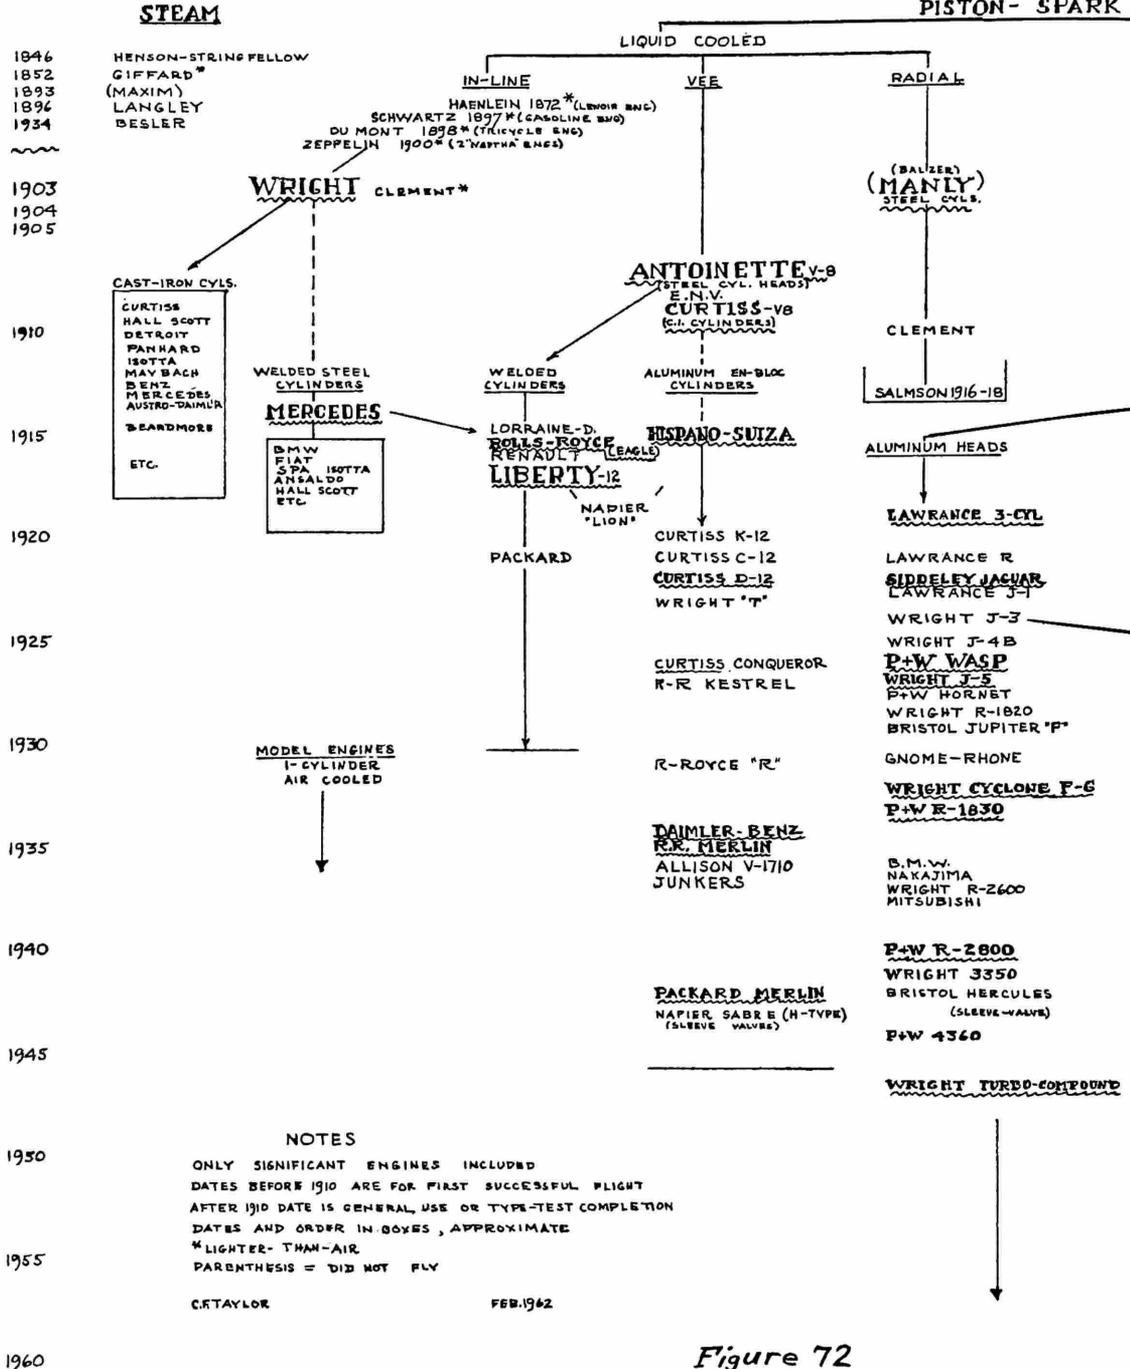 STEAM
PISTON- SPARK
LIQUID COOLED
IN-LINE
VEE
RADIAL
1846 HENSON-STRINGFELLOW
1852 GIFFARD*
1893 (MAXIM)
1896 LANGLEY
1934 BESLER
HAENLEIN 1872*(LENOIR ENG)
SCHWARTZ 1897*(GASOLINE ENG)
DU MONT 1898*(TRICYCLE ENG)
ZEPPELIN 1900*(2"NAPTHA" ENGS)
1903
1904
1905
WRIGHT CLEMENT*
(BALZER)
(MANLY)
STEEL CYLS.
CAST-IRON CYLS.
CURTISS
HALL SCOTT
DETROIT
PANHARD
ISOTTA
MAYBACH
BENZ
MERCEDES
AUSTRO-DAIML'R
BEARDMORE
ETC.
ANTOINETTE V-8
(STEEL CYL. HEADS)
E.N.V.
CURTISS-V8
(C.I. CYLINDERS)
1910
CLEMENT
SALMSON 1916-18
WELDED STEEL
CYLINDERS
MERCEDES
BMW
FIAT
SPA ISOTTA
ANSALDO
HALL SCOTT
ETC
WELDED
CYLINDERS
LORRAINE-D.
ROLLS-ROYCE
RENAULT (EAGLE)
LIBERTY-12
NAPIER
"LION"
PACKARD
ALUMINUM EN-BLOC
CYLINDERS
HISPANO-SUIZA
1915
ALUMINUM HEADS
LAWRANCE 3-CYL
1920
CURTISS K-12
CURTISS C-12
CURTISS D-12
WRIGHT "T"
LAWRANCE R
SIDDELEY JAGUAR
LAWRANCE J-1
WRIGHT J-3
1925
WRIGHT J-4B
P+W WASP
WRIGHT J-5
P+W HORNET
WRIGHT R-1820
BRISTOL JUPITER "F"
CURTISS CONQUEROR
R-R KESTREL
1930
MODEL ENGINES
1-CYLINDER
AIR COOLED
R-ROYCE "R"
GNOME-RHONE
WRIGHT CYCLONE F-G
P+W R-1830
1935
DAIMLER-BENZ
R.R. MERLIN
ALLISON V-1710
JUNKERS
B.M.W.
NAKAJIMA
WRIGHT R-2600
MITSUBISHI
1940
P+W R-2800
WRIGHT 3350
BRISTOL HERCULES
(SLEEVE-VALVE)
P+W 4360
PACKARD MERLIN
NAPIER SABRE (H-TYPE)
(SLEEVE VALVES)
1945
WRIGHT TURBO-COMPOUND
1950
NOTES
ONLY SIGNIFICANT ENGINES INCLUDED
DATES BEFORE 1910 ARE FOR FIRST SUCCESSFUL FLIGHT
AFTER 1910 DATE IS GENERAL USE OR TYPE-TEST COMPLETION
DATES AND ORDER IN BOXES, APPROXIMATE
*LIGHTER-THAN-AIR
PARENTHESIS = DID NOT FLY
1955
C.F.TAYLOR FEB.1962
1960
Figure 72